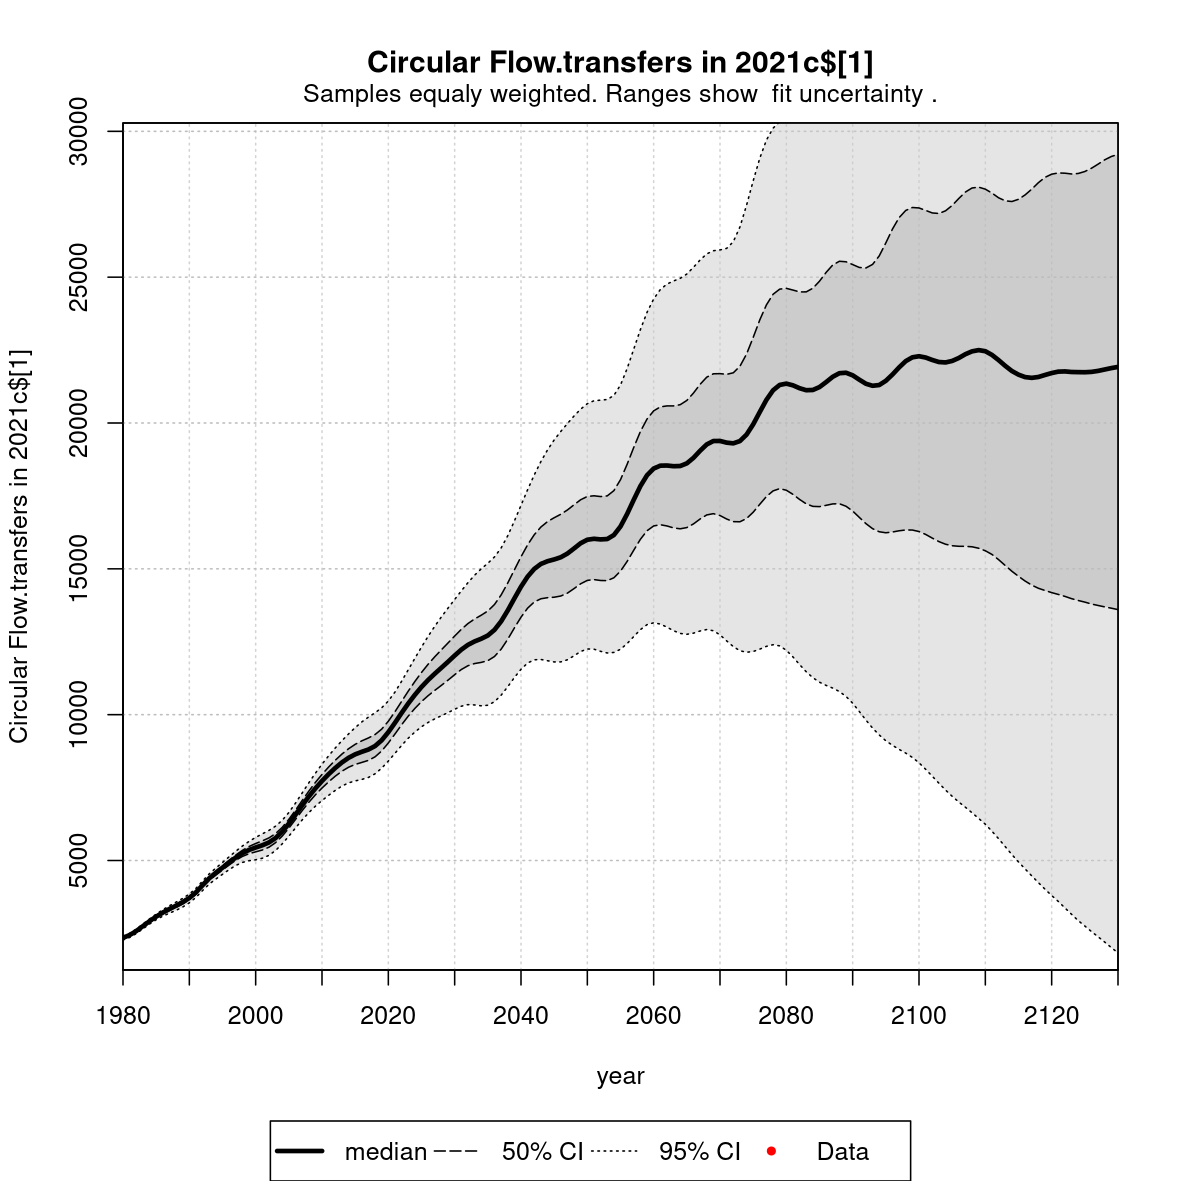 Circular Flow.transfers in 2021c$[1]
Samples equaly weighted. Ranges show  fit uncertainty .
Circular Flow.transfers in 2021c$[1]
30000
25000
20000
15000
10000
5000
1980 2000 2020 2040 2060 2080 2100 2120
year
median 50% CI 95% CI Data